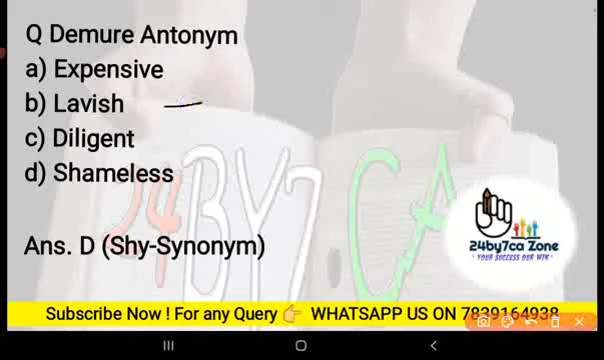 Q Demure Antonym
a) Expensive
b) Lavish
c) Diligent
d) Shameless
Ans. D (Shy-Synonym)
24BY7CA
24by7ca Zone
· YOUR SUCCESS OUR WIN ·
Subscribe Now ! For any Query 👉 WHATSAPP US ON 7839164938